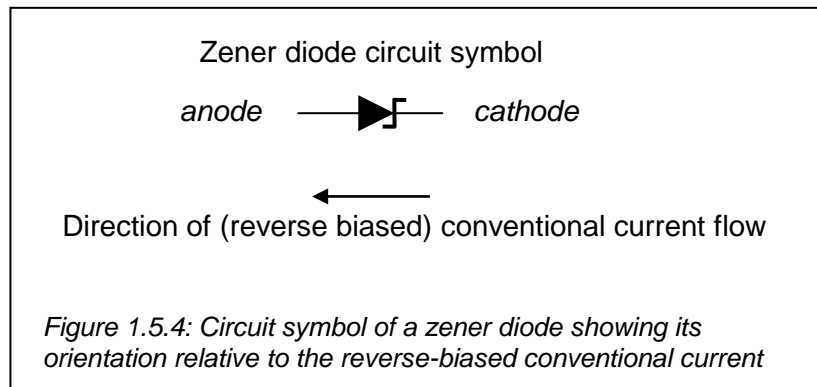 Zener diode circuit symbol
anode cathode
Direction of (reverse biased) conventional current flow
Figure 1.5.4: Circuit symbol of a zener diode showing its
orientation relative to the reverse-biased conventional current